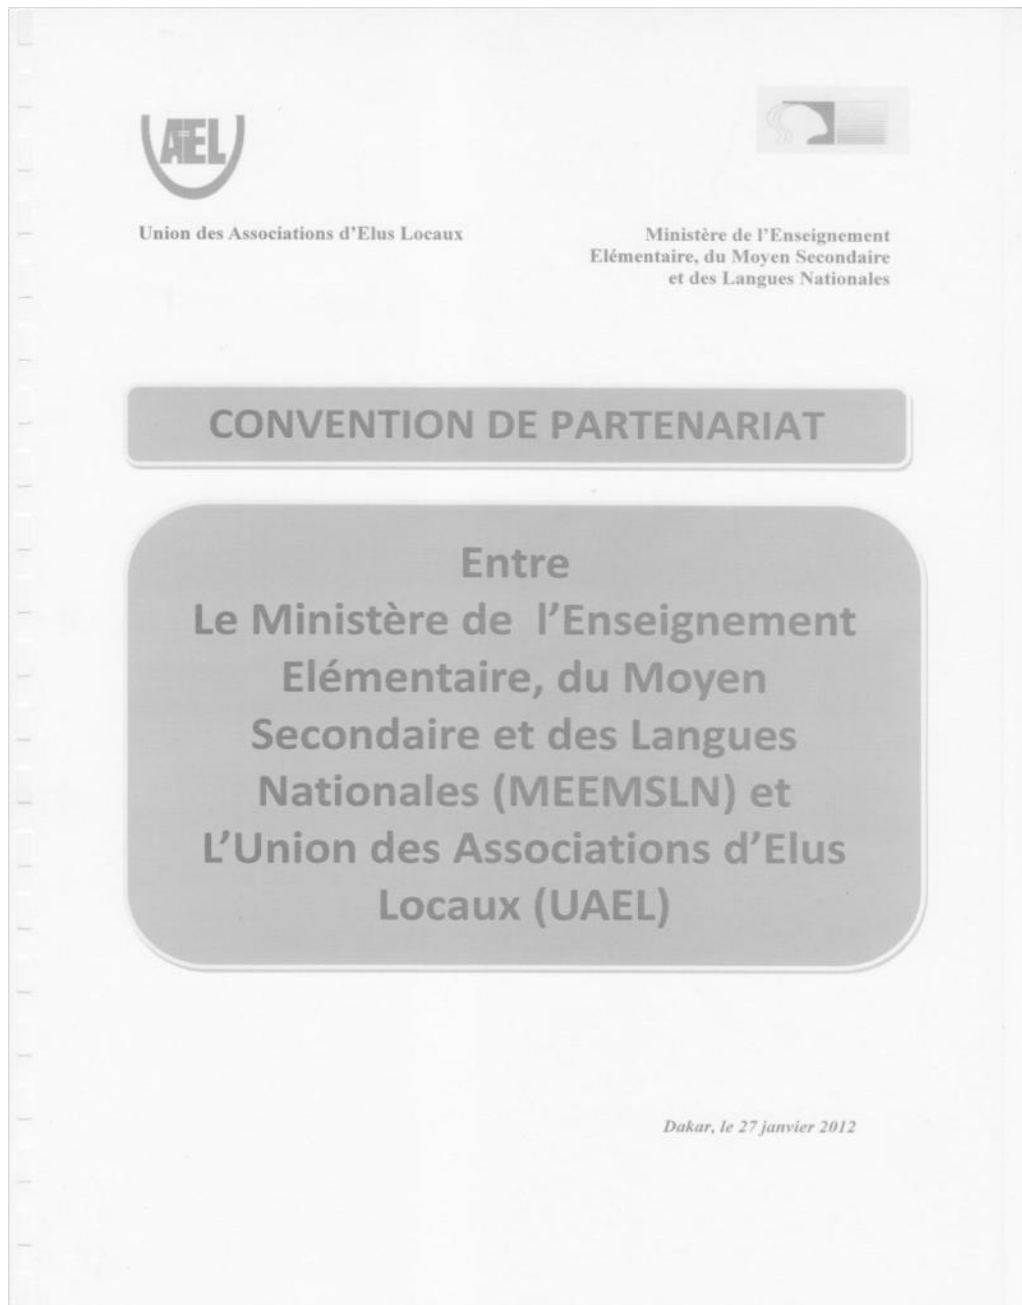 UAEL
Union des Associations d'Elus Locaux
Ministère de l'Enseignement
Elémentaire, du Moyen Secondaire
et des Langues Nationales
CONVENTION DE PARTENARIAT
Entre
Le Ministère de l'Enseignement
Elémentaire, du Moyen
Secondaire et des Langues
Nationales (MEEMSLN) et
L'Union des Associations d'Elus
Locaux (UAEL)
Dakar, le 27 janvier 2012